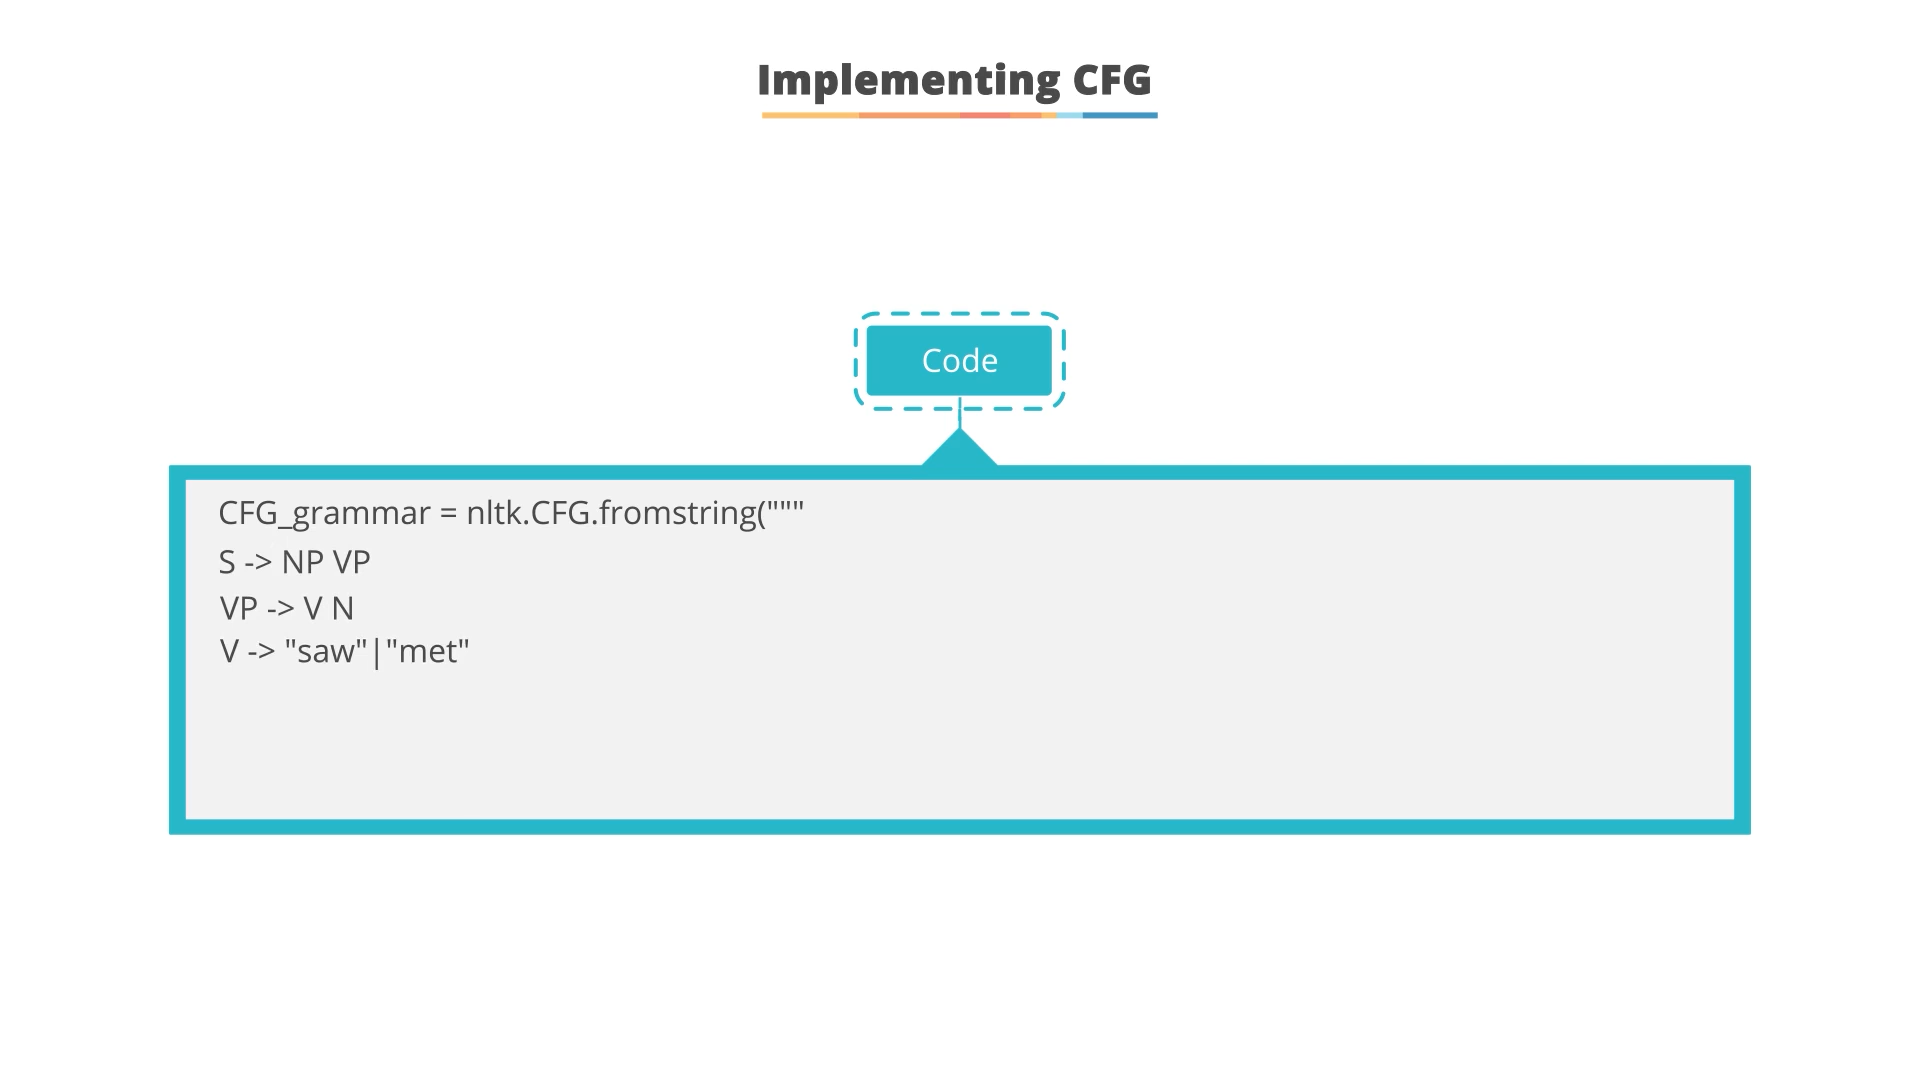 Implementing CFG
Code
CFG_grammar = nltk.CFG.fromstring("""
S -> NP VP
VP -> V N
V -> "saw"|"met"